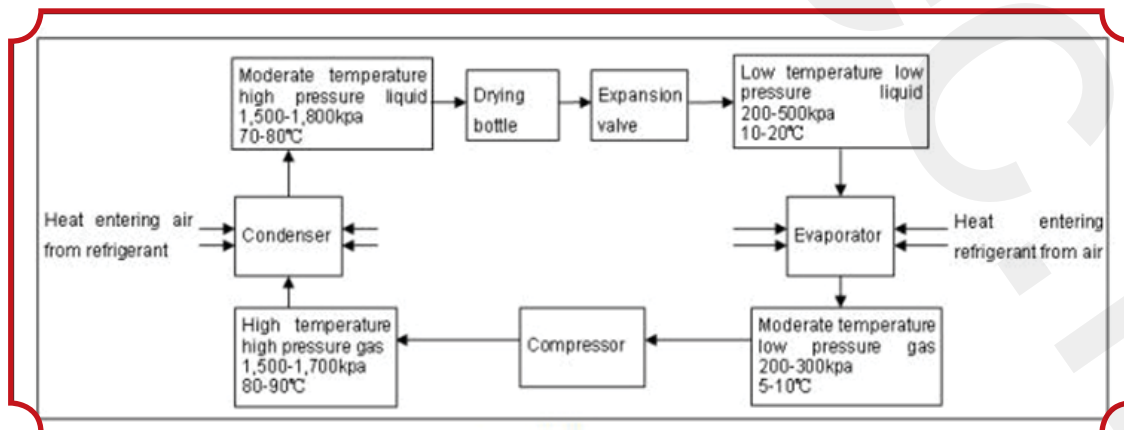 Moderate temperature
high pressure liquid
1,500-1,800kpa
70-80℃
Drying
bottle
Expansion
valve
Low temperature low
pressure liquid
200-500kpa
10-20℃
Heat entering air
from refrigerant
Condenser
Evaporator
Heat entering
refrigerant from air
High temperature
high pressure gas
1,500-1,700kpa
80-90℃
Compressor
Moderate temperature
low pressure gas
200-300kpa
5-10℃